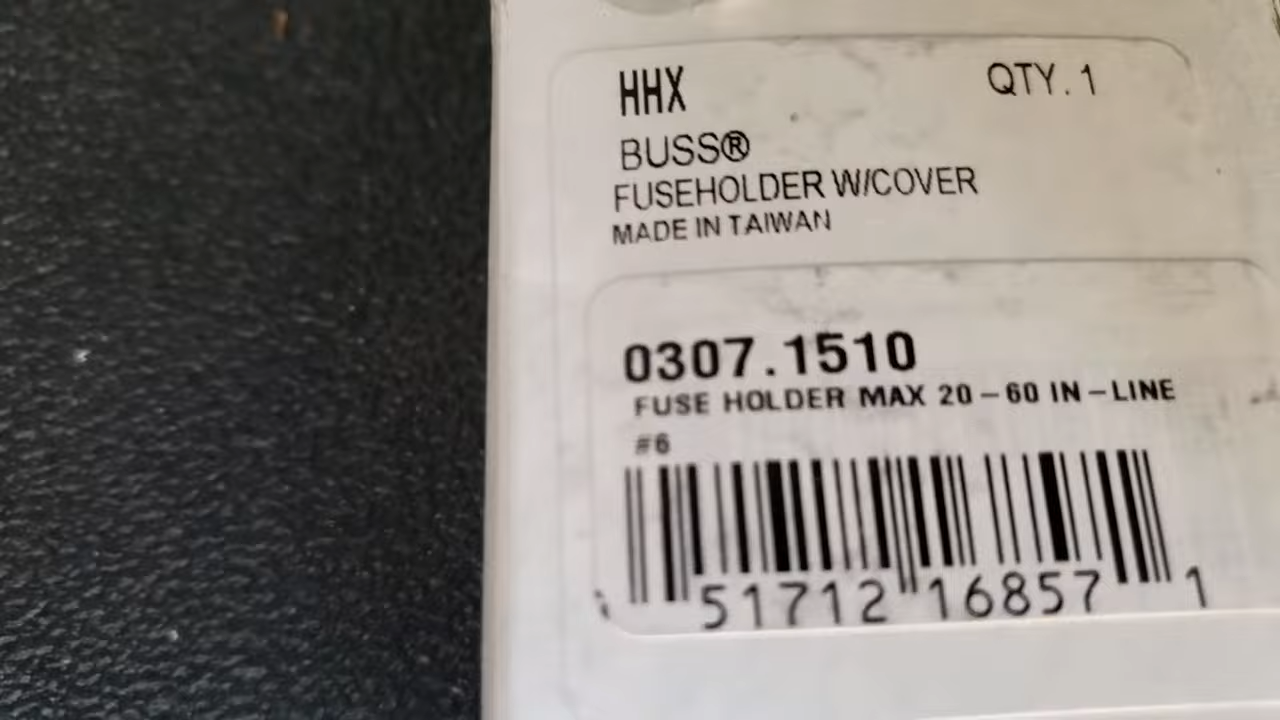 HHX QTY. 1
BUSS®
FUSEHOLDER W/COVER
MADE IN TAIWAN
0307.1510
FUSE HOLDER MAX 20-60 IN-LINE
#6
51712 16857 1